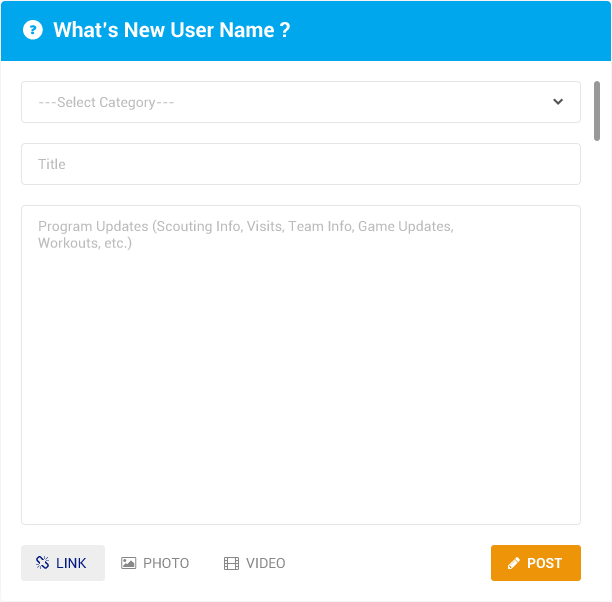 What's New User Name ?
---Select Category---
Title
Program Updates (Scouting Info, Visits, Team Info, Game Updates,
Workouts, etc.)
LINK PHOTO VIDEO POST